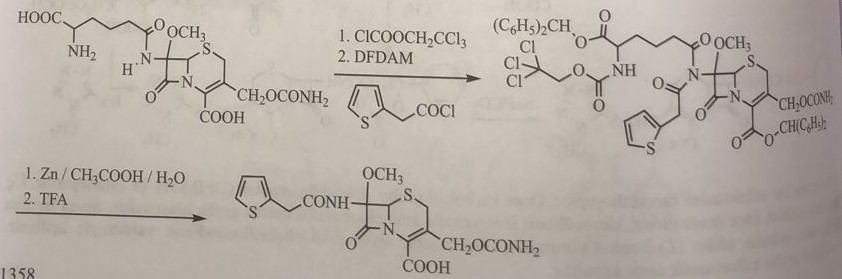 HOOC
NH₂
O
OCH₃
N
H
S
O
N
CH₂OCONH₂
COOH
1. ClCOOCH₂CCl₃
2. DFDAM
S
COCl
(C₆H₅)₂CH
O
O
Cl
Cl
Cl
O
O
NH
O
OCH₃
N
S
O
O
N
CH₂OCONH₂
S
O
O
CH(C₆H₅)₂
1. Zn / CH₃COOH / H₂O
2. TFA
S
CONH
OCH₃
S
O
N
CH₂OCONH₂
COOH
1358